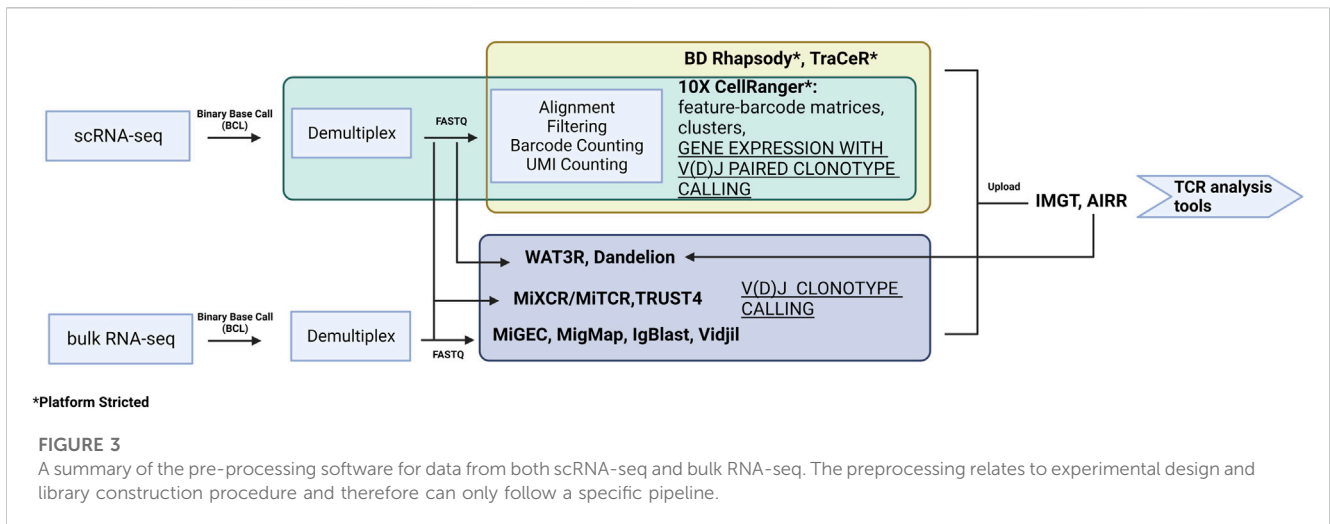 BD Rhapsody*, TraCeR*
scRNA-seq
Binary Base Call
(BCL)
Demultiplex
FASTQ
Alignment
Filtering
Barcode Counting
UMI Counting
10X CellRanger*:
feature-barcode matrices,
clusters,
GENE EXPRESSION WITH
V(D)J PAIRED CLONOTYPE
CALLING
Upload
IMGT, AIRR
TCR analysis
tools
WAT3R, Dandelion
MiXCR/MiTCR,TRUST4
V(D)J CLONOTYPE
CALLING
bulk RNA-seq
Binary Base Call
(BCL)
Demultiplex
FASTQ
MiGEC, MigMap, IgBlast, Vidjil
*Platform Stricted
FIGURE 3
A summary of the pre-processing software for data from both scRNA-seq and bulk RNA-seq. The preprocessing relates to experimental design and
library construction procedure and therefore can only follow a specific pipeline.